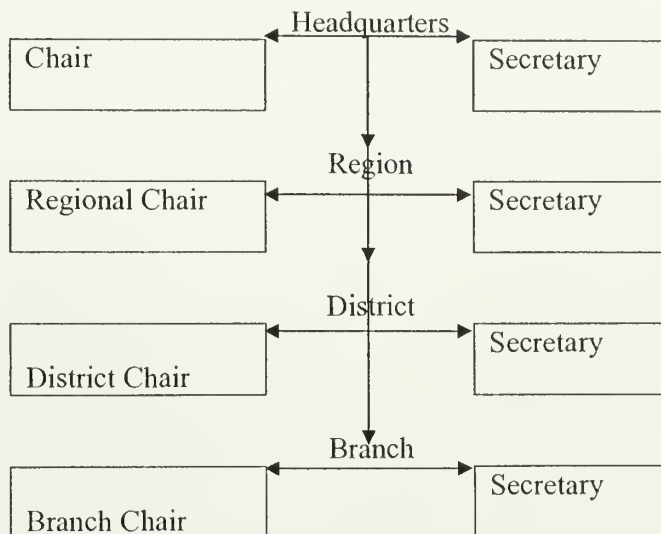 Headquarters
Chair
Secretary
Region
Regional Chair
Secretary
District
Secretary
District Chair
Branch
Secretary
Branch Chair